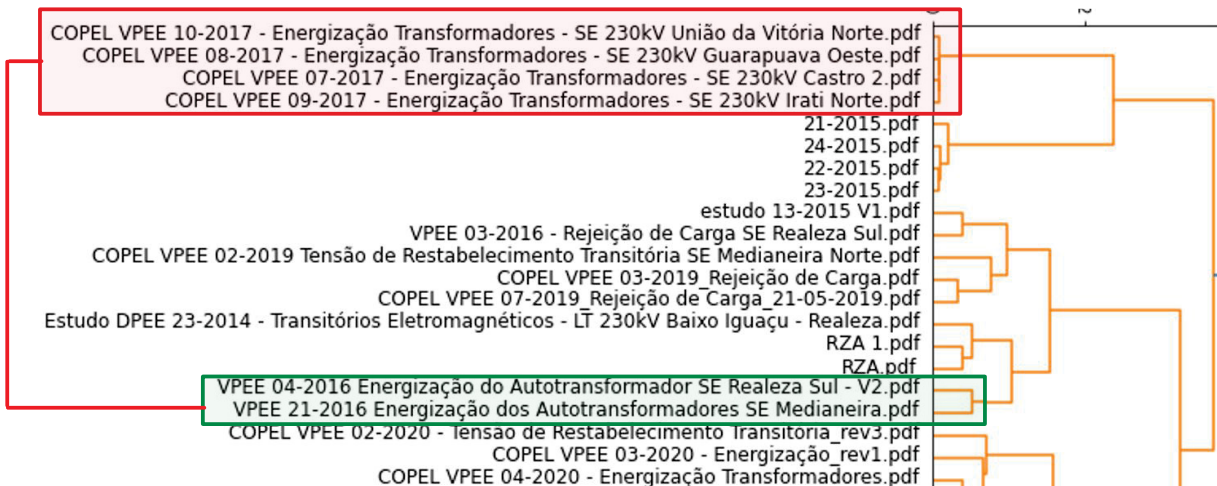 COPEL VPEE 10-2017 - Energização Transformadores - SE 230kV União da Vitória Norte.pdf
COPEL VPEE 08-2017 - Energização Transformadores - SE 230kV Guarapuava Oeste.pdf
COPEL VPEE 07-2017 - Energização Transformadores - SE 230kV Castro 2.pdf
COPEL VPEE 09-2017 - Energização Transformadores - SE 230kV Irati Norte.pdf
21-2015.pdf
24-2015.pdf
22-2015.pdf
23-2015.pdf
estudo 13-2015 V1.pdf
VPEE 03-2016 - Rejeição de Carga SE Realeza Sul.pdf
COPEL VPEE 02-2019 Tensão de Restabelecimento Transitória SE Medianeira Norte.pdf
COPEL VPEE 03-2019_Rejeição de Carga.pdf
COPEL VPEE 07-2019_Rejeição de Carga_21-05-2019.pdf
Estudo DPEE 23-2014 - Transitórios Eletromagnéticos - LT 230kV Baixo Iguaçu - Realeza.pdf
RZA 1.pdf
RZA.pdf
VPEE 04-2016 Energização do Autotransformador SE Realeza Sul - V2.pdf
VPEE 21-2016 Energização dos Autotransformadores SE Medianeira.pdf
COPEL VPEE 02-2020 - Tensão de Restabelecimento Transitória_rev3.pdf
COPEL VPEE 03-2020 - Energização_rev1.pdf
COPEL VPEE 04-2020 - Energização Transformadores.pdf